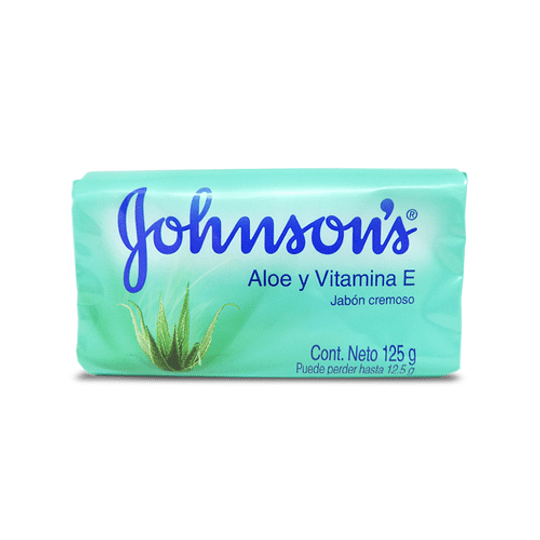 Johnson's®
Aloe y Vitamina E
Jabón cremoso
Cont. Neto 125 g
Puede perder hasta 12.5 g